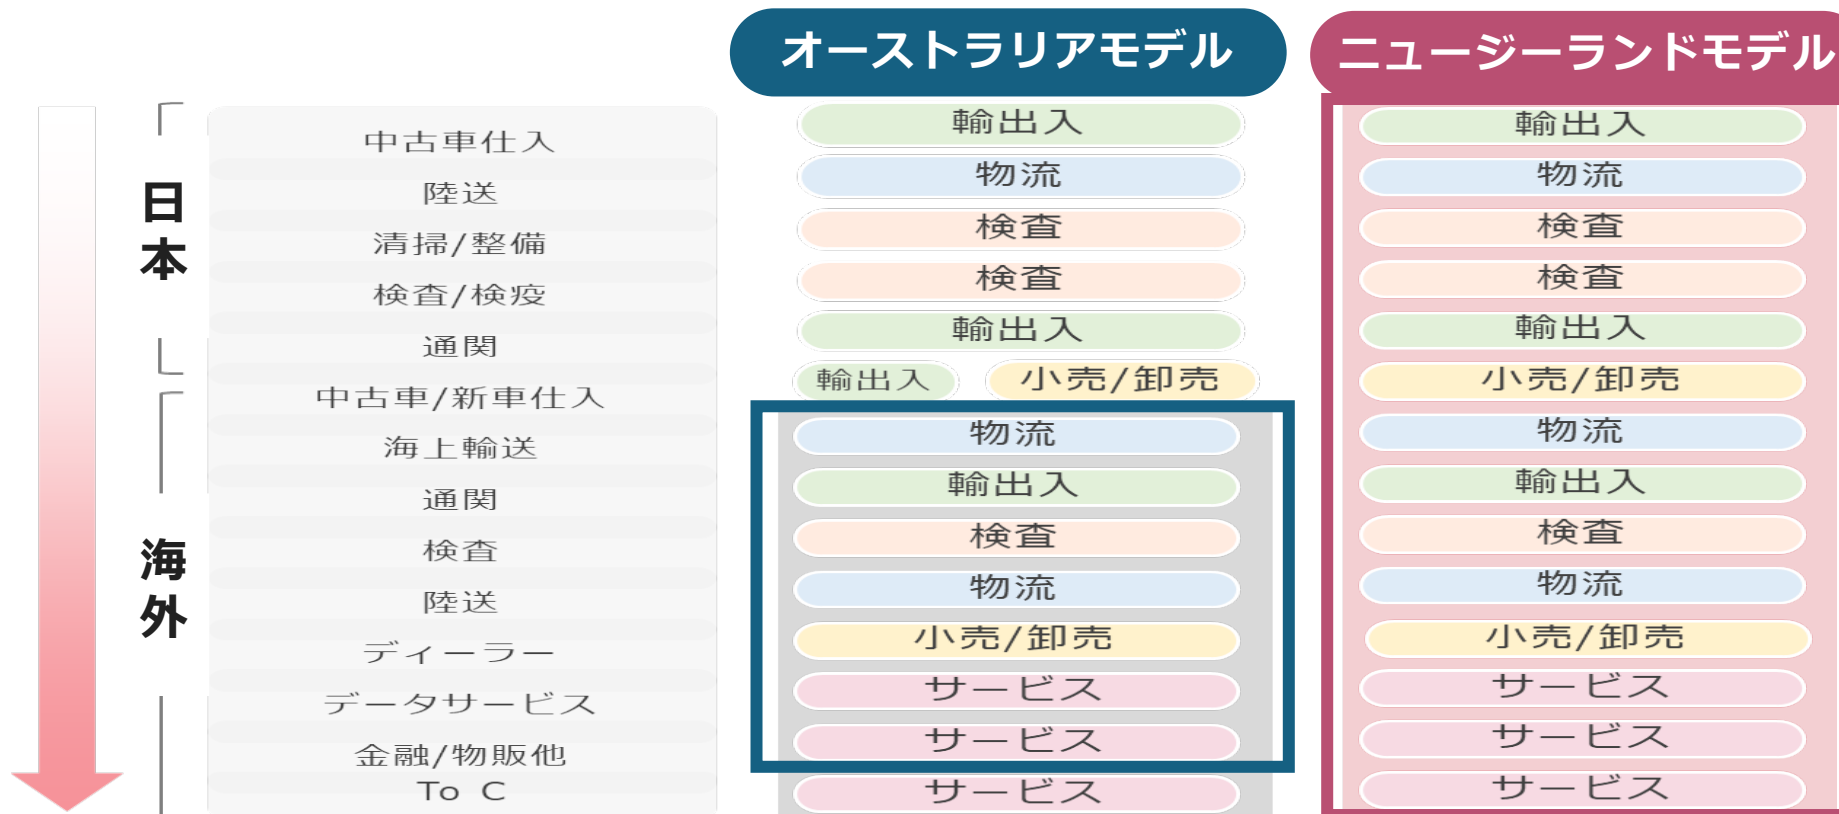 オーストラリアモデル ニュージーランドモデル
日本
中古車仕入 輸出入 輸出入
陸送 物流 物流
清掃/整備 検査 検査
検査/検疫 検査 検査
通関 輸出入 輸出入
海外
中古車/新車仕入 輸出入 小売/卸売 小売/卸売
海上輸送 物流 物流
通関 輸出入 輸出入
検査 検査 検査
陸送 物流 物流
ディーラー 小売/卸売 小売/卸売
データサービス サービス サービス
金融/物販他 サービス サービス
To C サービス サービス